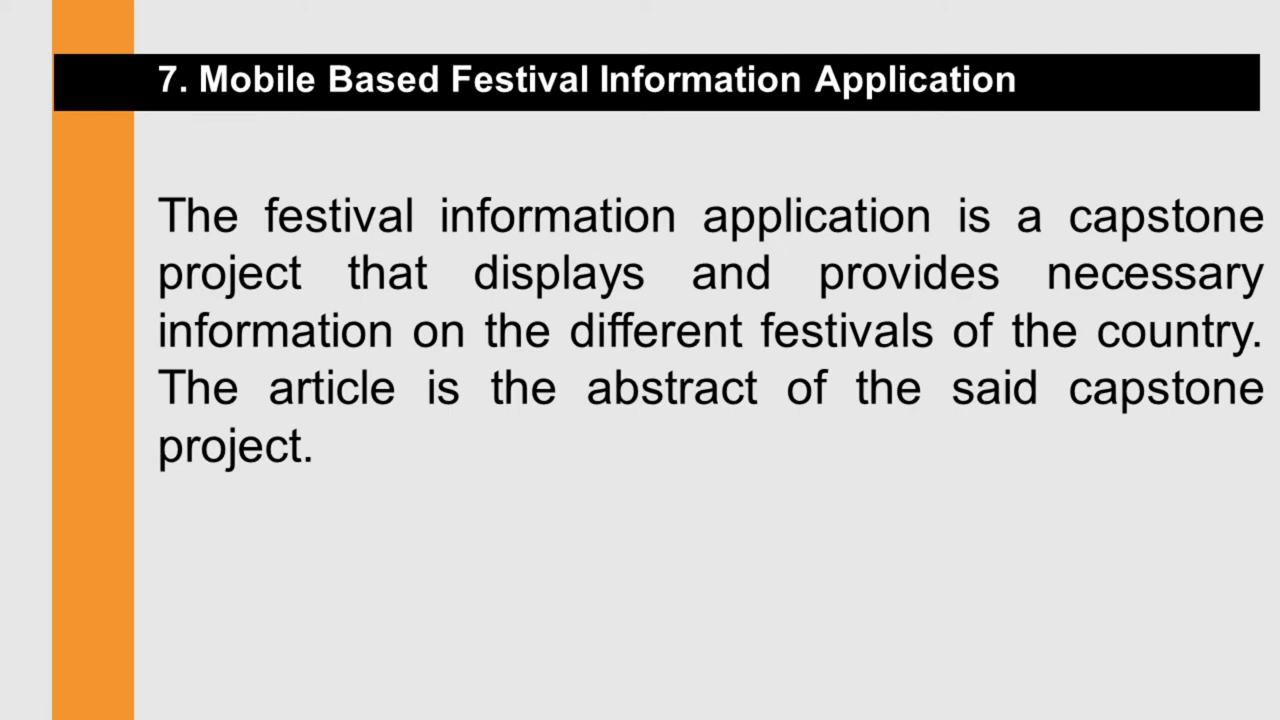 7. Mobile Based Festival Information Application
The festival information application is a capstone
project that displays and provides necessary
information on the different festivals of the country.
The article is the abstract of the said capstone
project.